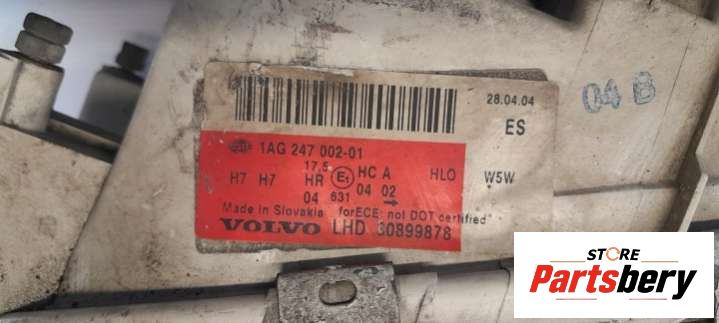 28.04.04
ES
04 B
1AG 247 002-01
17,5
H7 H7 HR E1 HC A HLO W5W
04 631 04 02 →
Made in Slovakia forECE: not DOT certified
VOLVO LHD 30899878
STORE
Partsbery